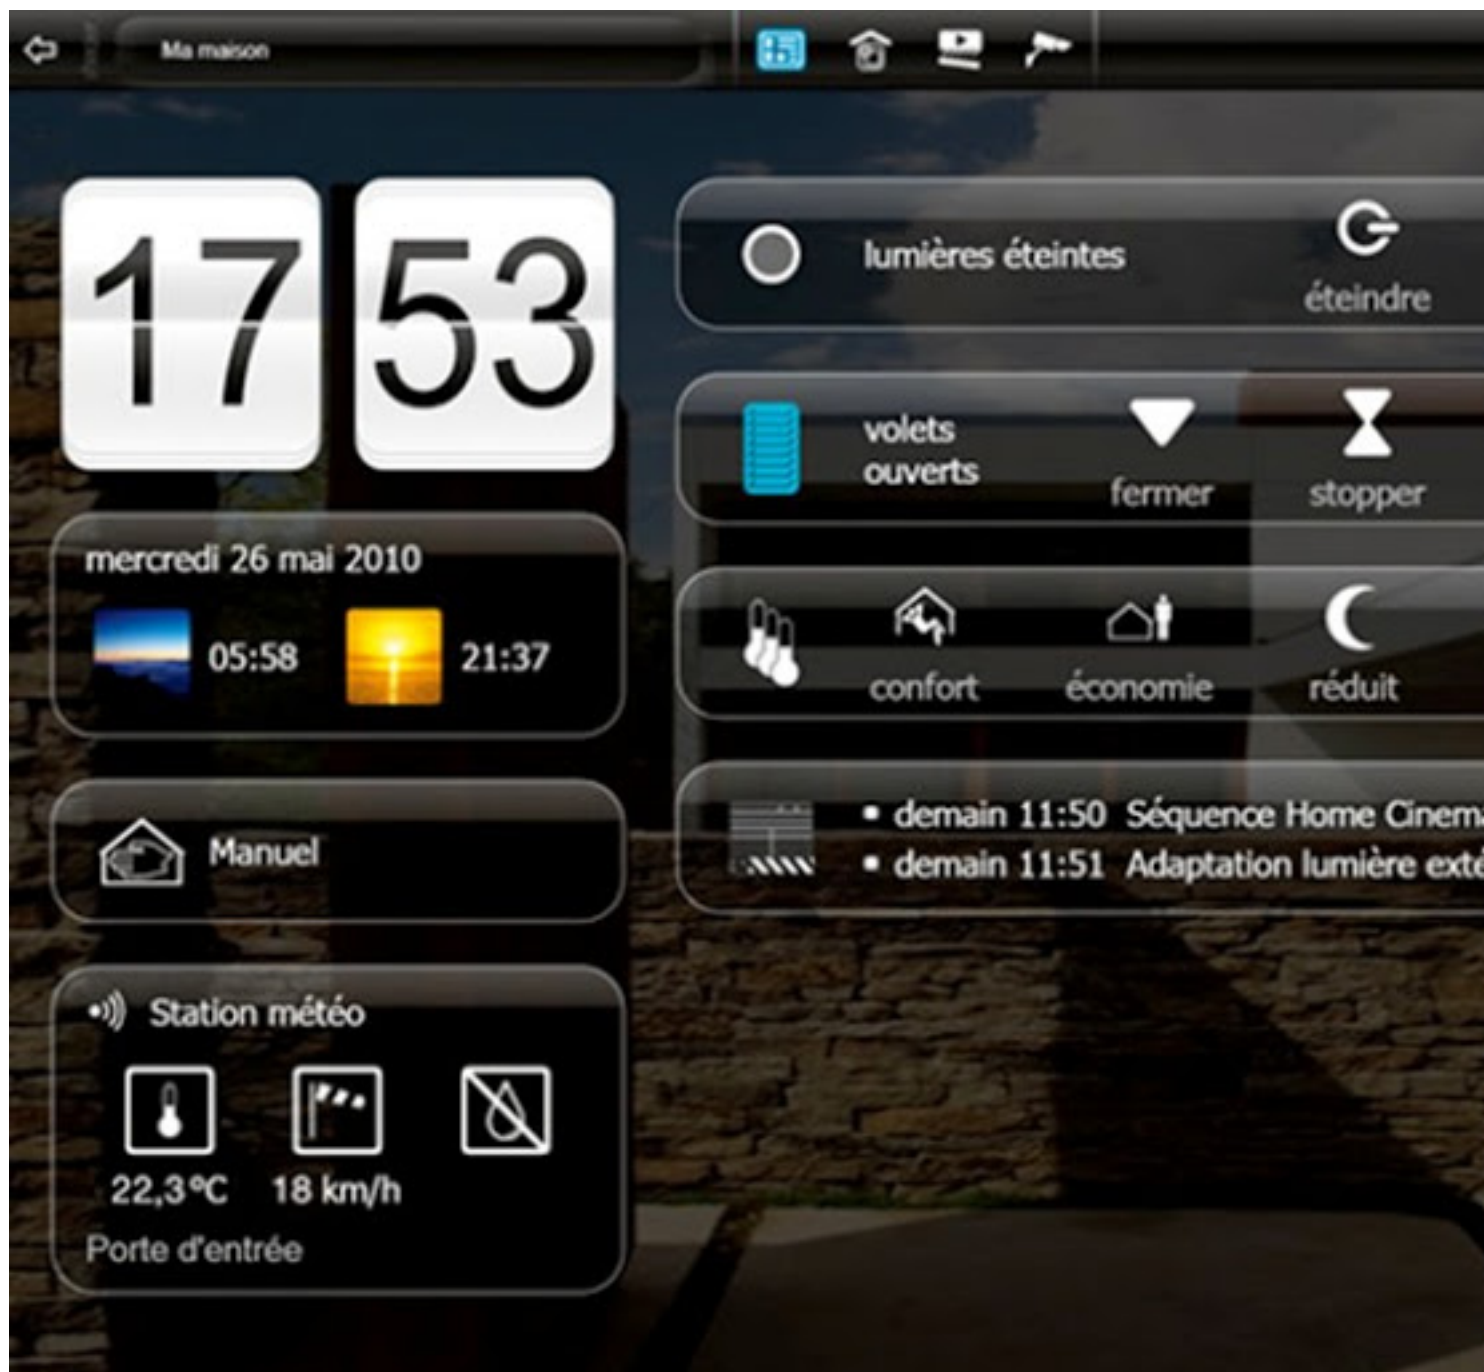 Ma maison
17 53
mercredi 26 mai 2010
05:58 21:37
Manuel
Station météo
22,3°C 18 km/h
Porte d'entrée
lumières éteintes
éteindre
volets
ouverts
fermer stopper
confort économie réduit
demain 11:50 Séquence Home Cinema
demain 11:51 Adaptation lumière exté